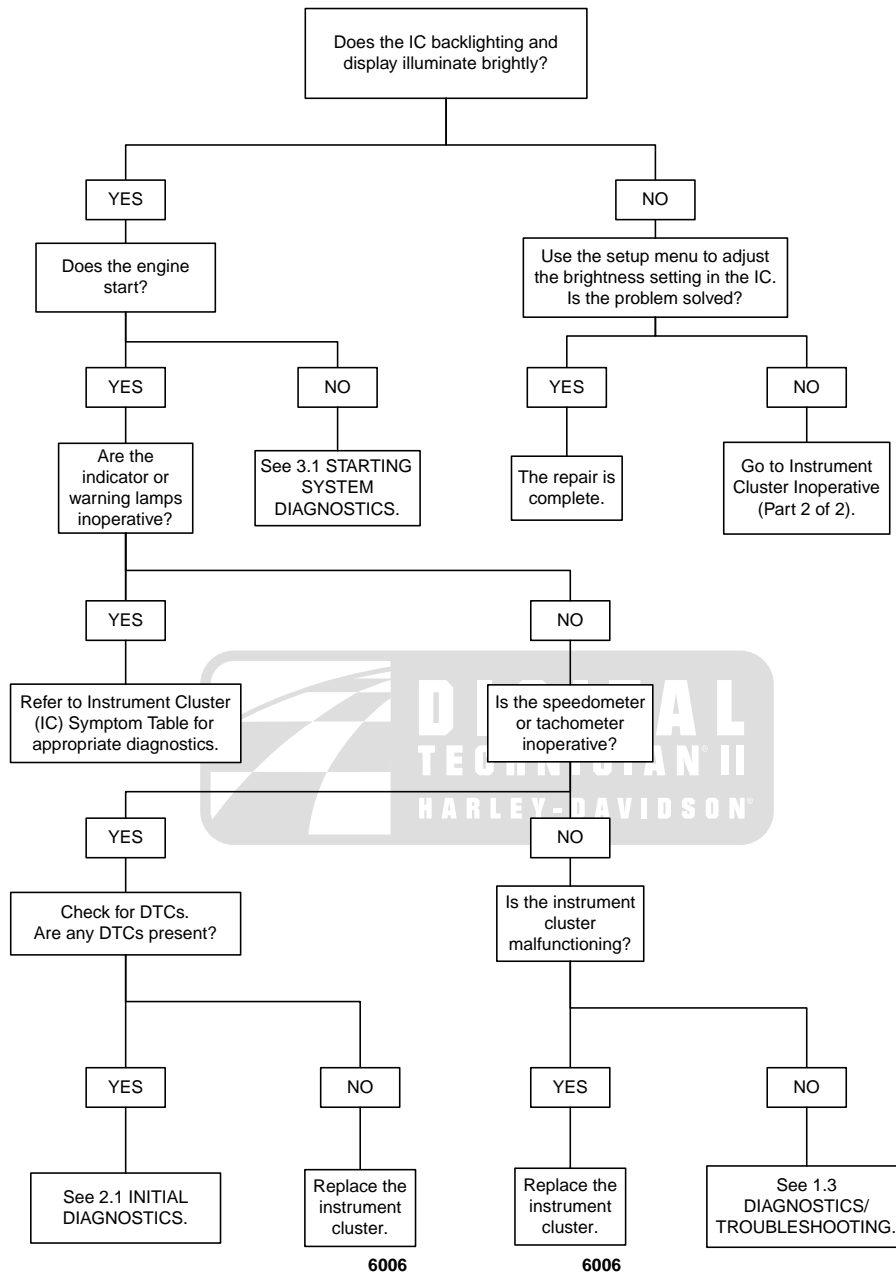 Does the IC backlighting and
display illuminate brightly?
YES
NO
Does the engine
start?
Use the setup menu to adjust
the brightness setting in the IC.
Is the problem solved?
YES
NO
YES
NO
Are the
indicator or
warning lamps
inoperative?
See 3.1 STARTING
SYSTEM
DIAGNOSTICS.
The repair is
complete.
Go to Instrument
Cluster Inoperative
(Part 2 of 2).
YES
NO
Refer to Instrument Cluster
(IC) Symptom Table for
appropriate diagnostics.
Is the speedometer
or tachometer
inoperative?
DIGITAL
TECHNICIAN® II
HARLEY-DAVIDSON®
YES
NO
Check for DTCs.
Are any DTCs present?
Is the instrument
cluster
malfunctioning?
YES
NO
YES
NO
See 2.1 INITIAL
DIAGNOSTICS.
Replace the
instrument
cluster.
Replace the
instrument
cluster.
See 1.3
DIAGNOSTICS/
TROUBLESHOOTING.
6006
6006